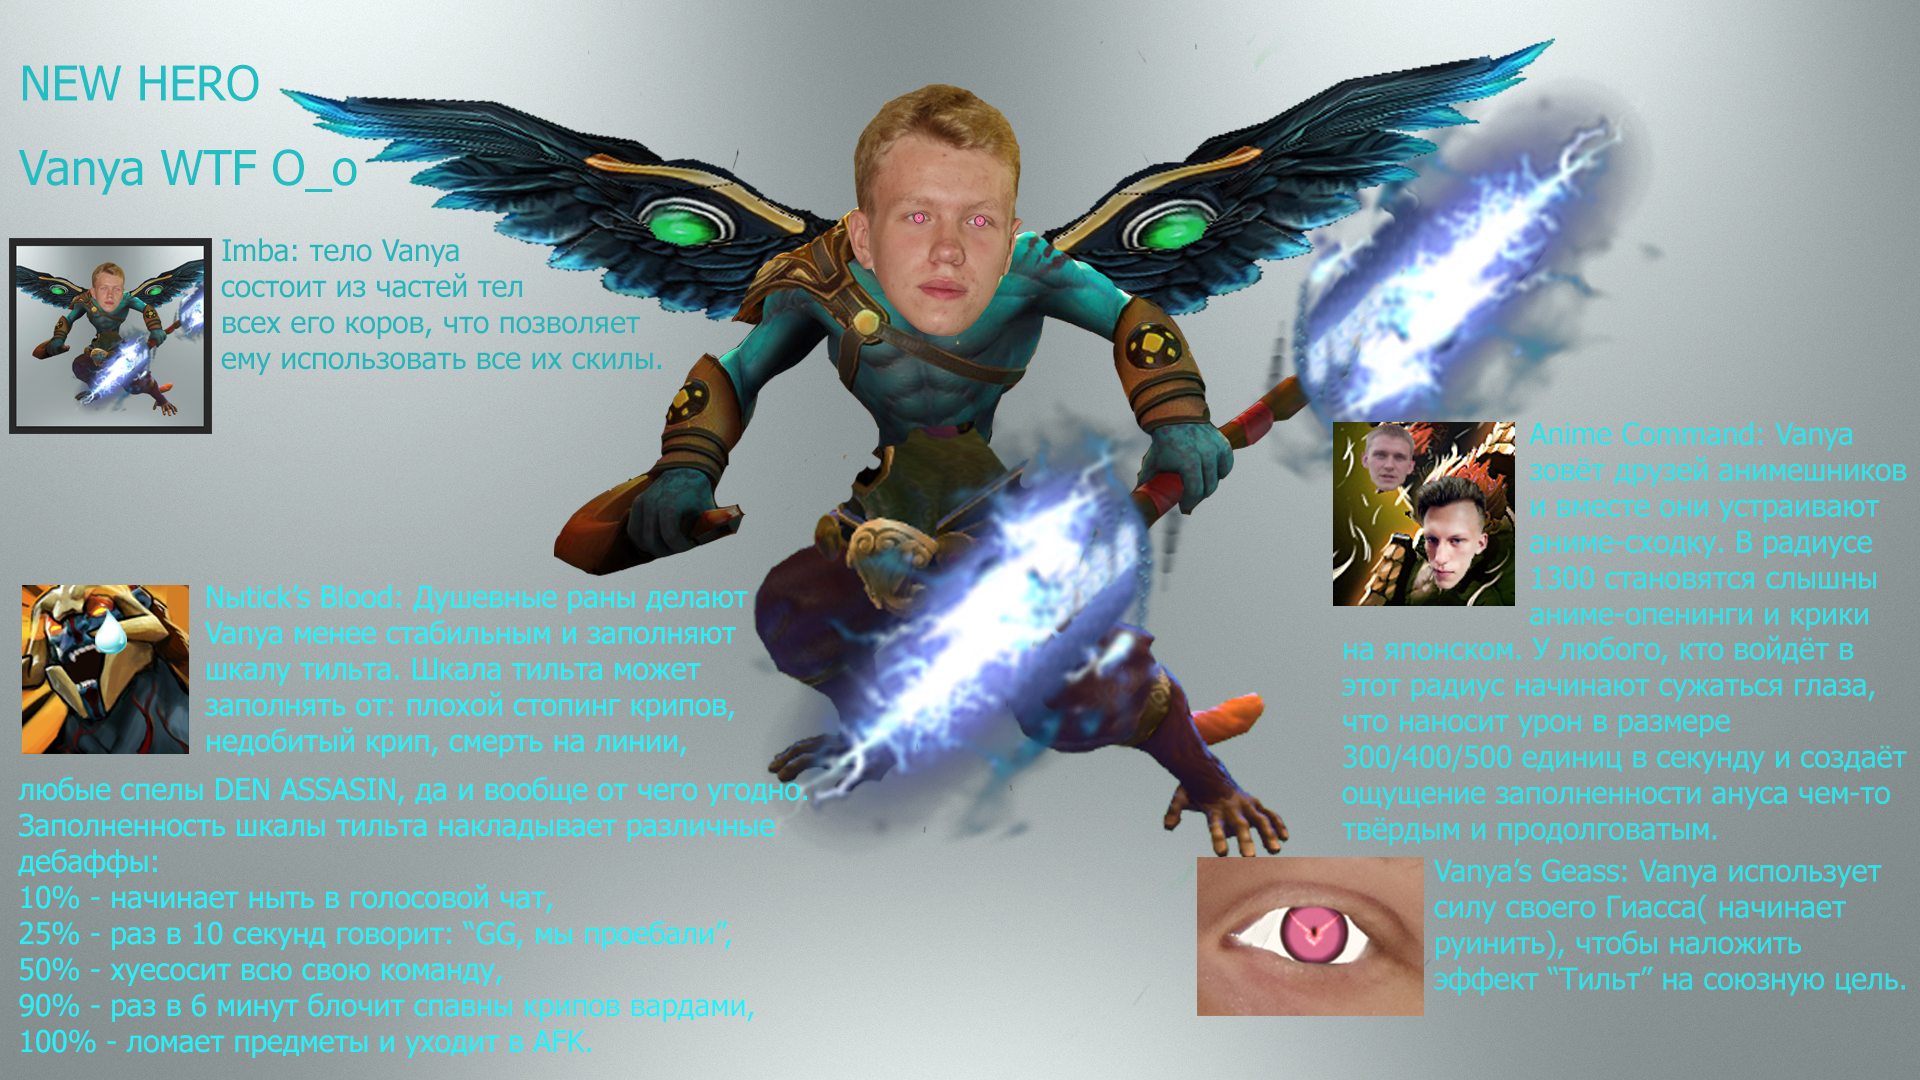 NEW HERO
Vanya WTF O_o
Imba: тело Vanya
состоит из частей тел
всех его коров, что позволяет
ему использовать все их скилы.
Nыtick's Blood: Душевные раны делают
Vanya менее стабильным и заполняют
шкалу тильта. Шкала тильта может
заполнять от: плохой стопинг крипов,
недобитый крип, смерть на линии,
любые спелы DEN ASSASIN, да и вообще от чего угодно.
Заполненность шкалы тильта накладывает различные
дебаффы:
10% - начинает ныть в голосовой чат,
25% - раз в 10 секунд говорит: “GG, мы проебали”,
50% - хуесосит всю свою команду,
90% - раз в 6 минут блочит спавны крипов вардами,
100% - ломает предметы и уходит в AFK.
Anime Command: Vanya
зовёт друзей анимешников
и вместе они устраивают
аниме-сходку. В радиусе
1300 становятся слышны
аниме-опенинги и крики
на японском. У любого, кто войдёт в
этот радиус начинают сужаться глаза,
что наносит урон в размере
300/400/500 единиц в секунду и создаёт
ощущение заполненности ануса чем-то
твёрдым и продолговатым.
Vanya’s Geass: Vanya использует
силу своего Гиасса( начинает
руинить), чтобы наложить
эффект “Тильт” на союзную цель.